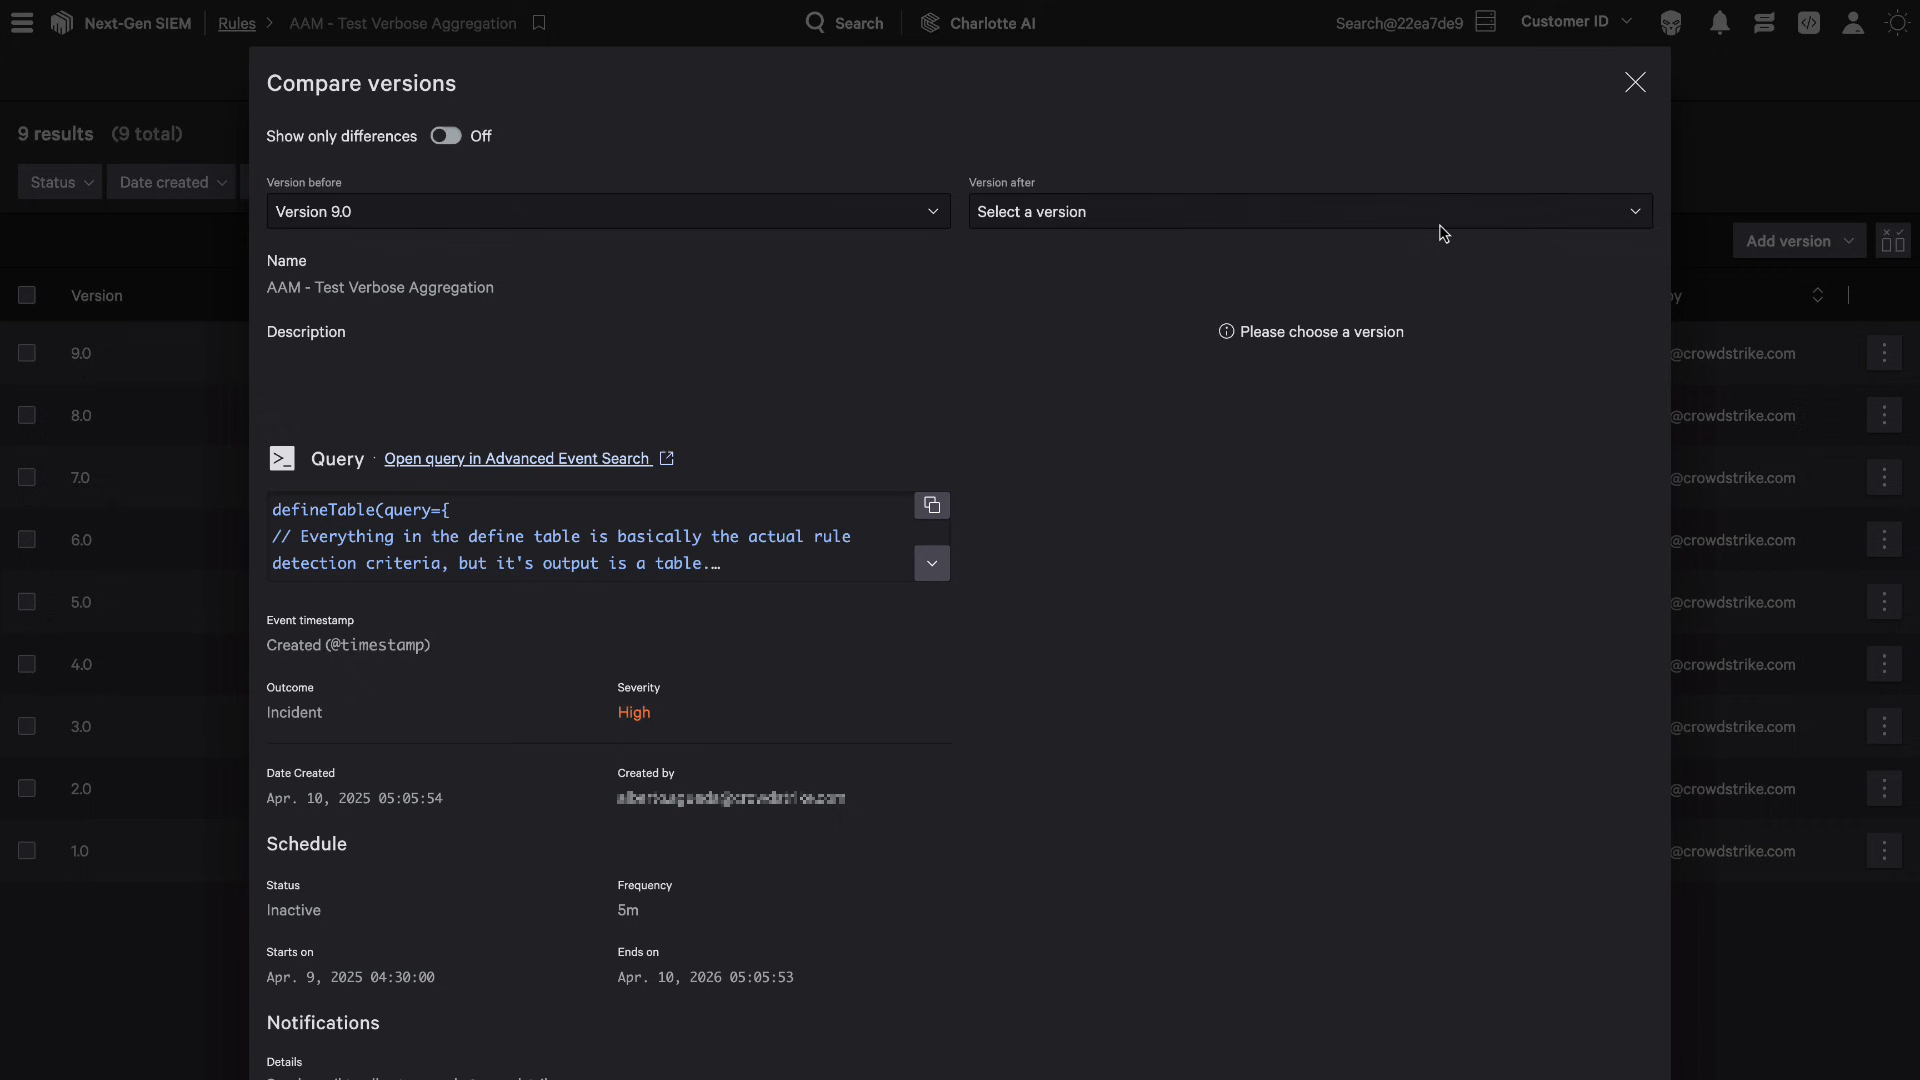 Next-Gen SIEM
Rules
AAM - Test Verbose Aggregation
Search
Charlotte AI
Search@22ea7de9
Customer ID
Compare versions
Show only differences
Off
9 results (9 total)
Status
Date created
Version before
Version 9.0
Version after
Select a version
Add version
Name
AAM - Test Verbose Aggregation
Version
Description
Please choose a version
9.0
@crowdstrike.com
8.0
@crowdstrike.com
Query · Open query in Advanced Event Search
7.0
@crowdstrike.com
defineTable(query={
// Everything in the define table is basically the actual rule
detection criteria, but it's output is a table.…
6.0
@crowdstrike.com
5.0
@crowdstrike.com
Event timestamp
Created (@timestamp)
4.0
@crowdstrike.com
Outcome
Severity
Incident
High
3.0
@crowdstrike.com
Date Created
Created by
Apr. 10, 2025 05:05:54
2.0
@crowdstrike.com
Schedule
1.0
@crowdstrike.com
Status
Frequency
Inactive
5m
Starts on
Ends on
Apr. 9, 2025 04:30:00
Apr. 10, 2026 05:05:53
Notifications
Details